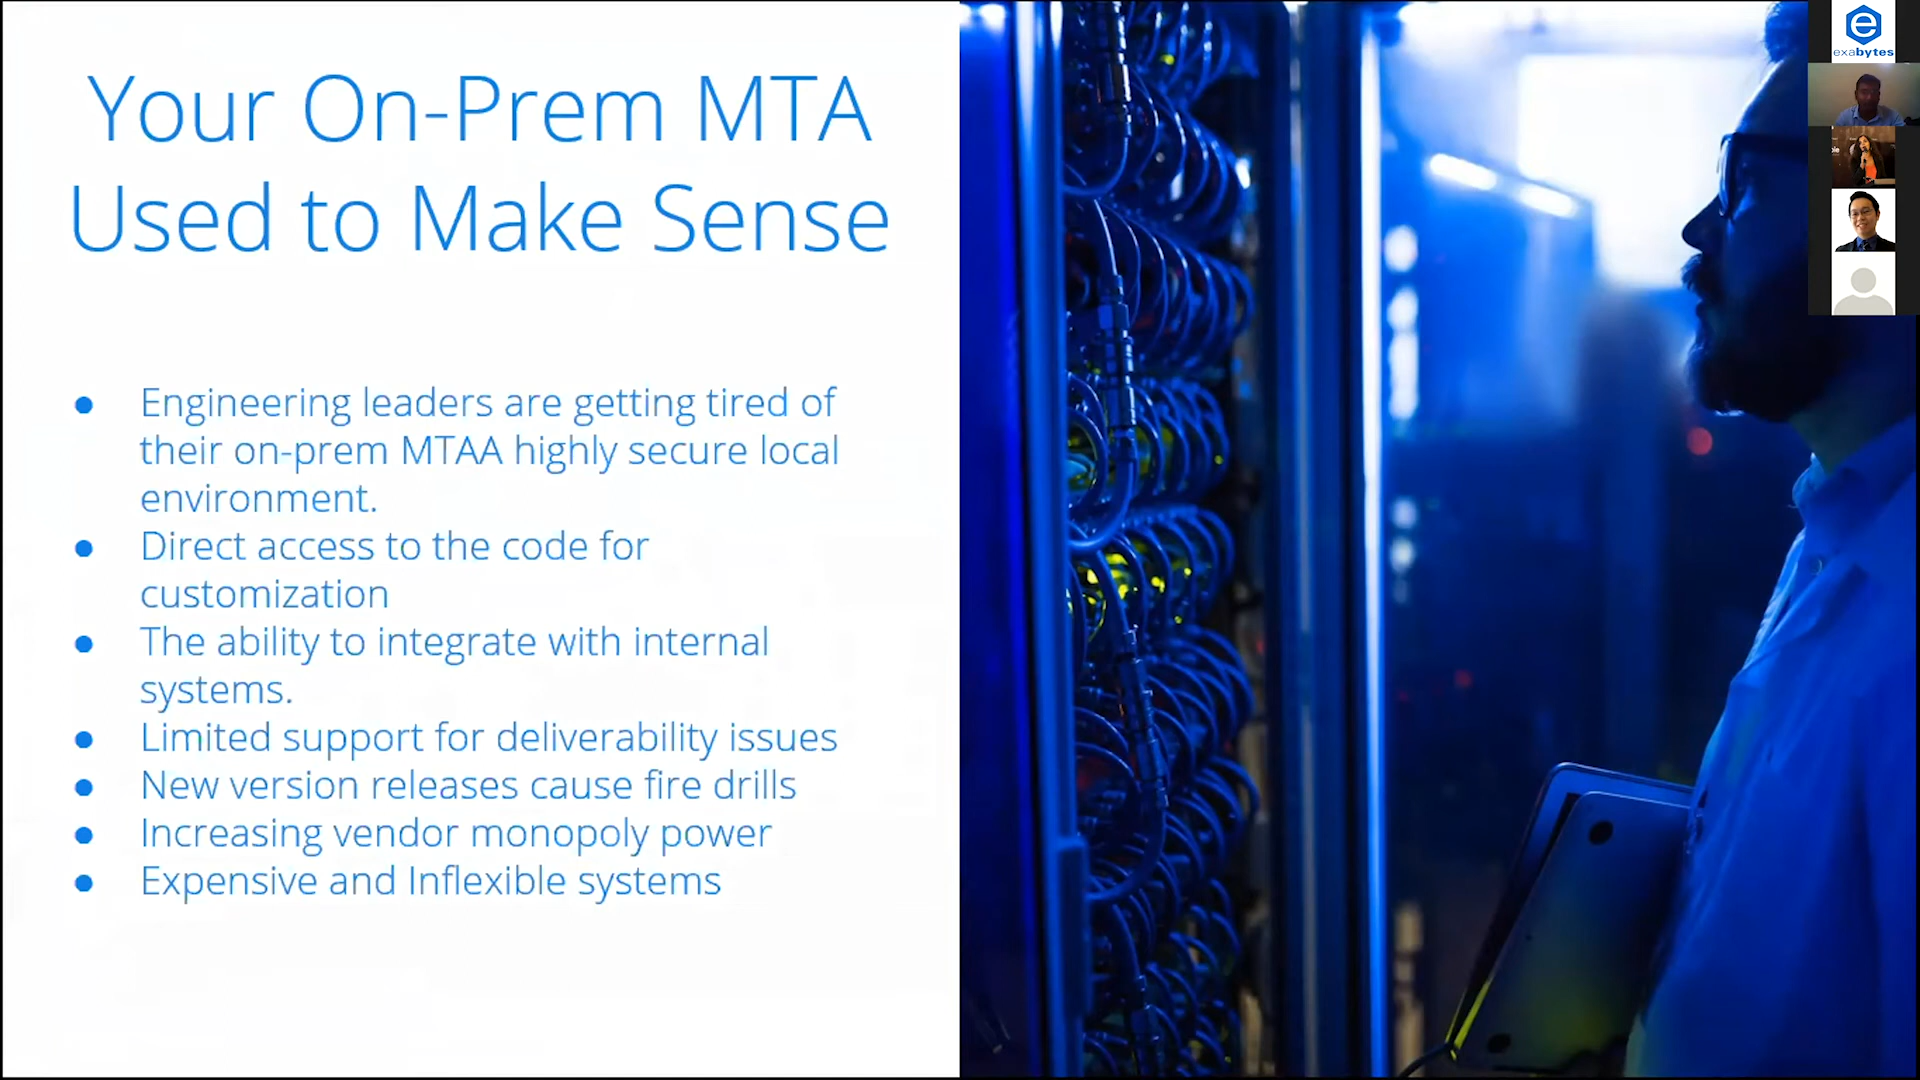 Your On-Prem MTA
Used to Make Sense
● Engineering leaders are getting tired of
their on-prem MTAA highly secure local
environment.
● Direct access to the code for
customization
● The ability to integrate with internal
systems.
● Limited support for deliverability issues
● New version releases cause fire drills
● Increasing vendor monopoly power
● Expensive and Inflexible systems
e
exabytes